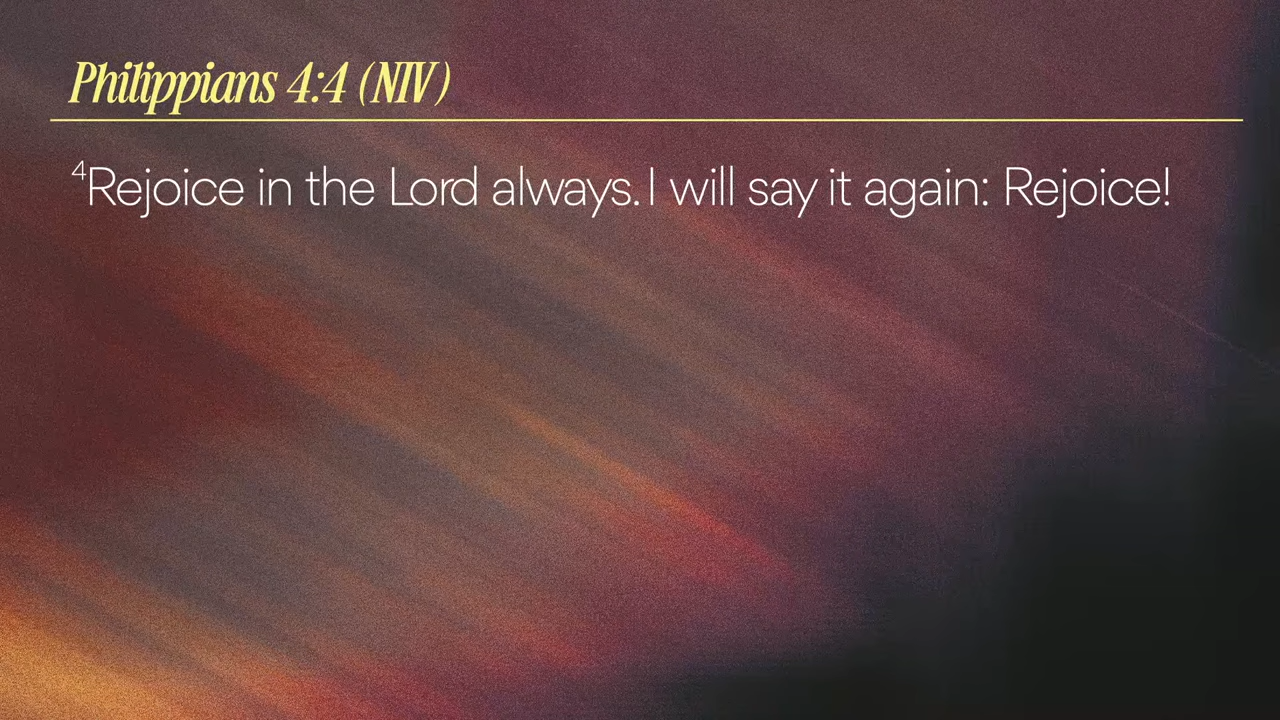 Philippians 4:4 (NIV)
⁴Rejoice in the Lord always. I will say it again: Rejoice!